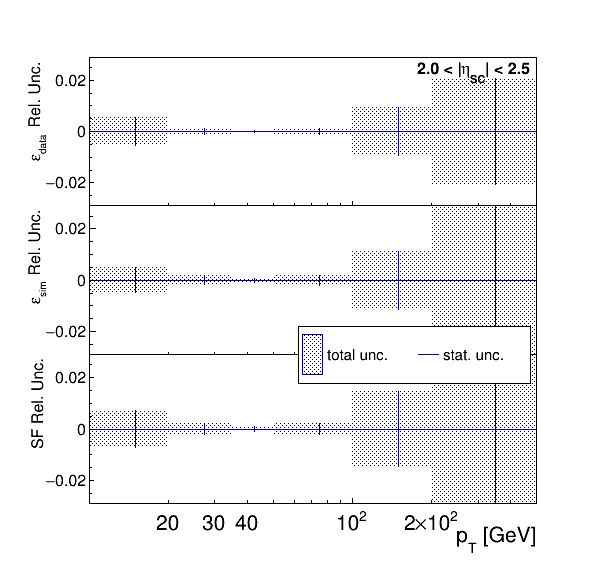 2.0 < |η_sc| < 2.5
ε_data Rel. Unc.
0.02
0
−0.02
ε_sim Rel. Unc.
0.02
0
−0.02
total unc.
stat. unc.
SF Rel. Unc.
0.02
0
−0.02
20 30 40 10² 2×10²
p_T [GeV]